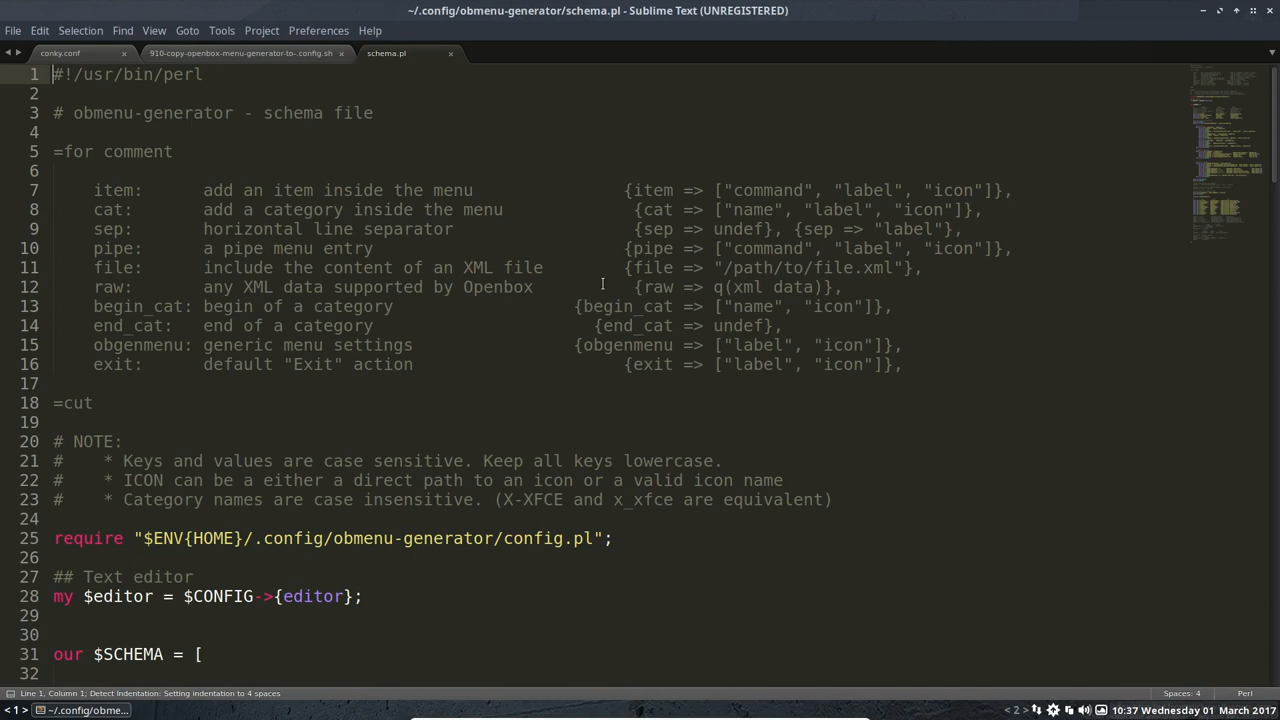 ~/.config/obmenu-generator/schema.pl - Sublime Text (UNREGISTERED)
File Edit Selection Find View Goto Tools Project Preferences Help
conky.conf × 910-copy-openbox-menu-generator-to-.config.sh × schema.pl ×
1 #!/usr/bin/perl
2
3 # obmenu-generator - schema file
4
5 =for comment
6
7 item: add an item inside the menu {item => ["command", "label", "icon"]},
8 cat: add a category inside the menu {cat => ["name", "label", "icon"]},
9 sep: horizontal line separator {sep => undef}, {sep => "label"},
10 pipe: a pipe menu entry {pipe => ["command", "label", "icon"]},
11 file: include the content of an XML file {file => "/path/to/file.xml"},
12 raw: any XML data supported by Openbox {raw => q(xml data)},
13 begin_cat: begin of a category {begin_cat => ["name", "icon"]},
14 end_cat: end of a category {end_cat => undef},
15 obgenmenu: generic menu settings {obgenmenu => ["label", "icon"]},
16 exit: default "Exit" action {exit => ["label", "icon"]},
17
18 =cut
19
20 # NOTE:
21 # * Keys and values are case sensitive. Keep all keys lowercase.
22 # * ICON can be a either a direct path to an icon or a valid icon name
23 # * Category names are case insensitive. (X-XFCE and x_xfce are equivalent)
24
25 require "$ENV{HOME}/.config/obmenu-generator/config.pl";
26
27 ## Text editor
28 my $editor = $CONFIG->{editor};
29
30
31 our $SCHEMA = [
32
Line 1, Column 1; Detect Indentation: Setting indentation to 4 spaces Spaces: 4 Perl
< 1 > ~/.config/obme... < 2 > 10:37 Wednesday 01 March 2017